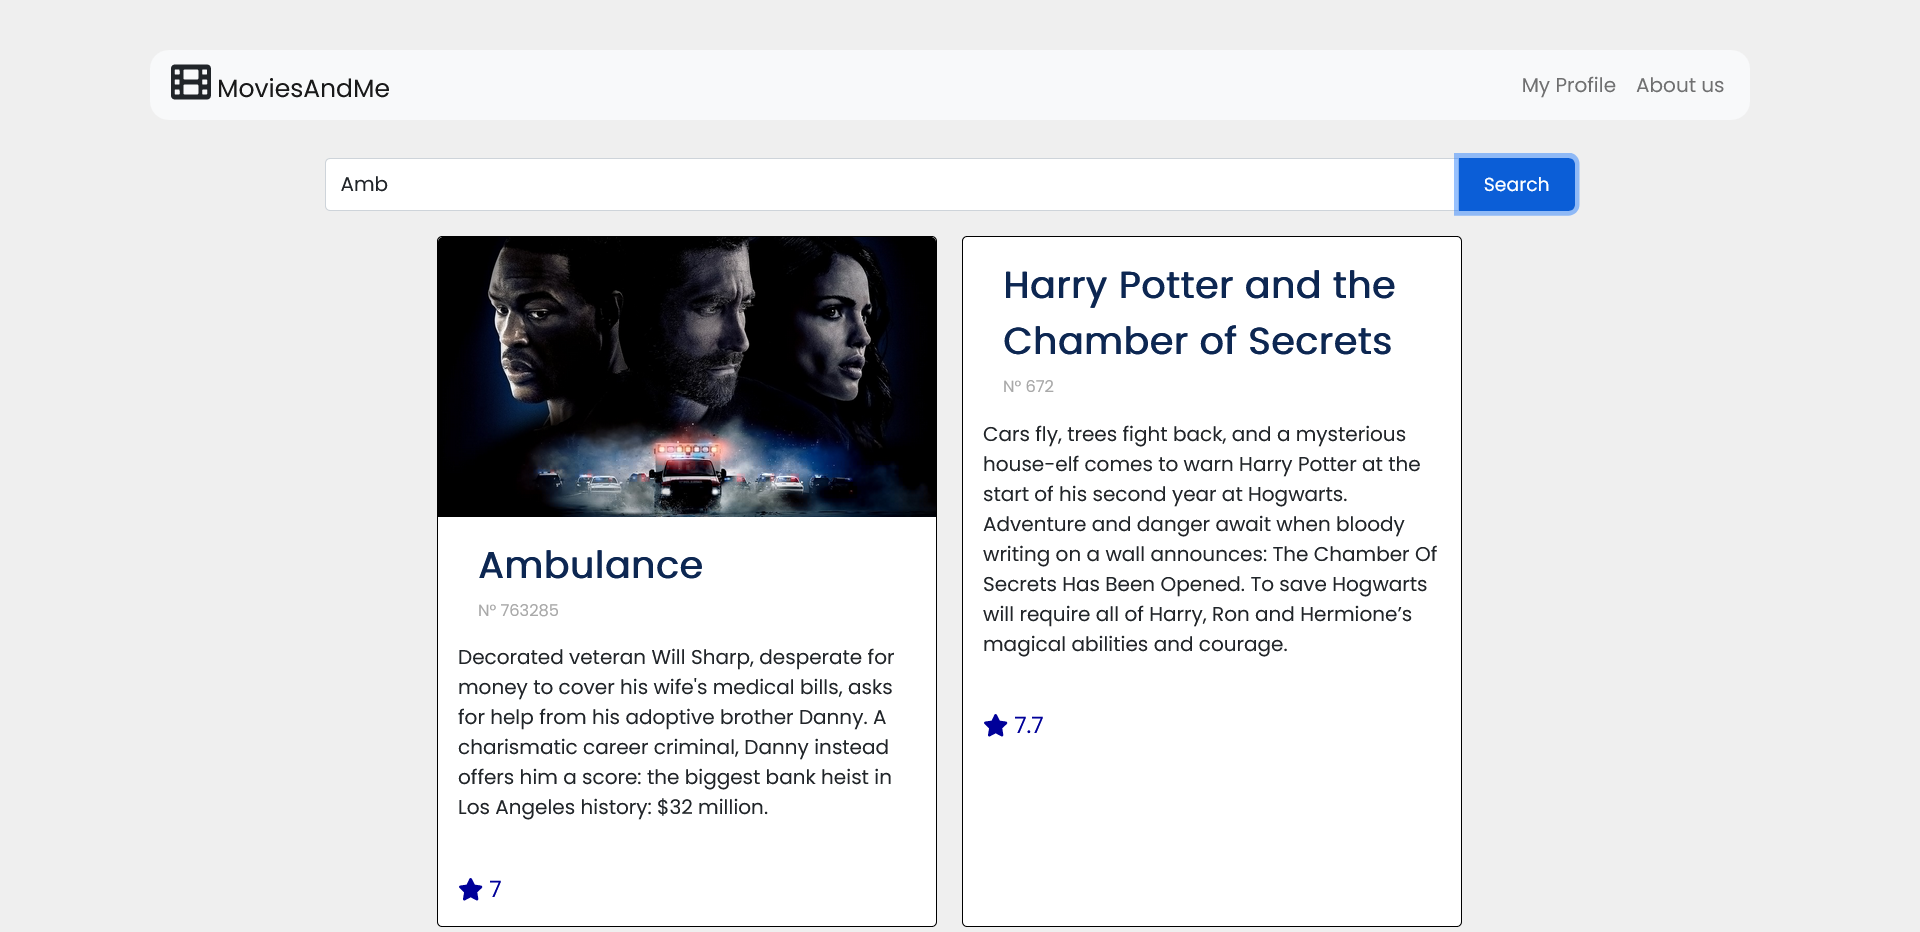 MoviesAndMe
My Profile
About us
Amb
Search
Ambulance
N° 763285
Decorated veteran Will Sharp, desperate for
money to cover his wife's medical bills, asks
for help from his adoptive brother Danny. A
charismatic career criminal, Danny instead
offers him a score: the biggest bank heist in
Los Angeles history: $32 million.
7
Harry Potter and the
Chamber of Secrets
N° 672
Cars fly, trees fight back, and a mysterious
house-elf comes to warn Harry Potter at the
start of his second year at Hogwarts.
Adventure and danger await when bloody
writing on a wall announces: The Chamber Of
Secrets Has Been Opened. To save Hogwarts
will require all of Harry, Ron and Hermione’s
magical abilities and courage.
7.7